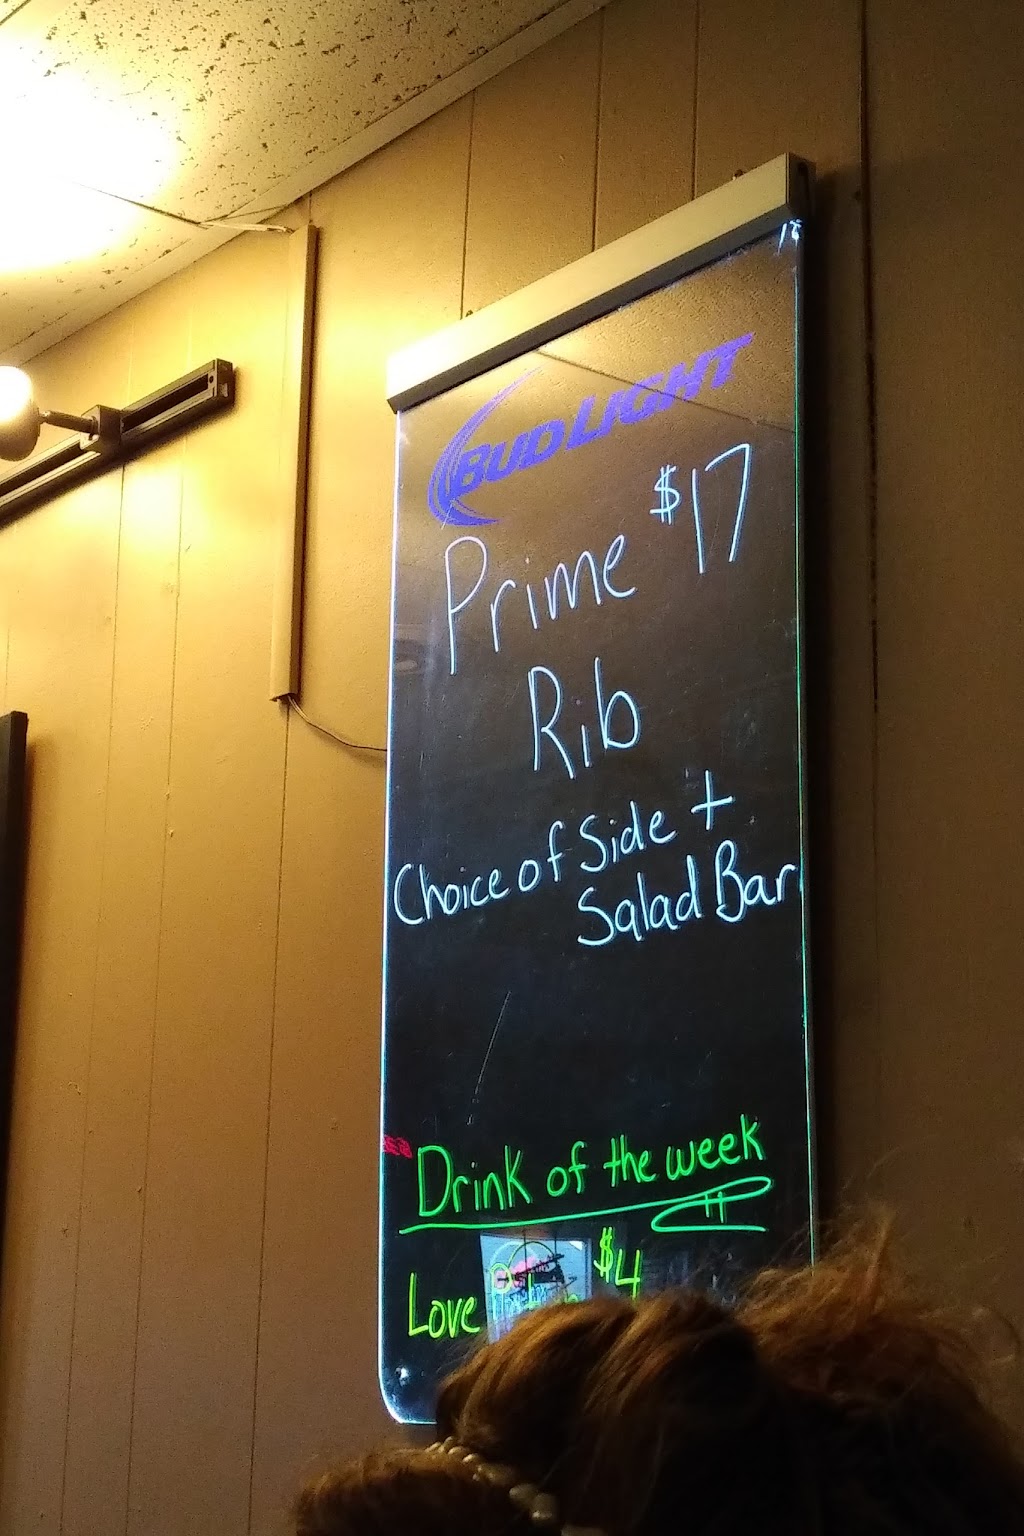 BUD LIGHT
Prime $17
Rib
Choice of Side +
Salad Bar
Drink of the week
Love $4